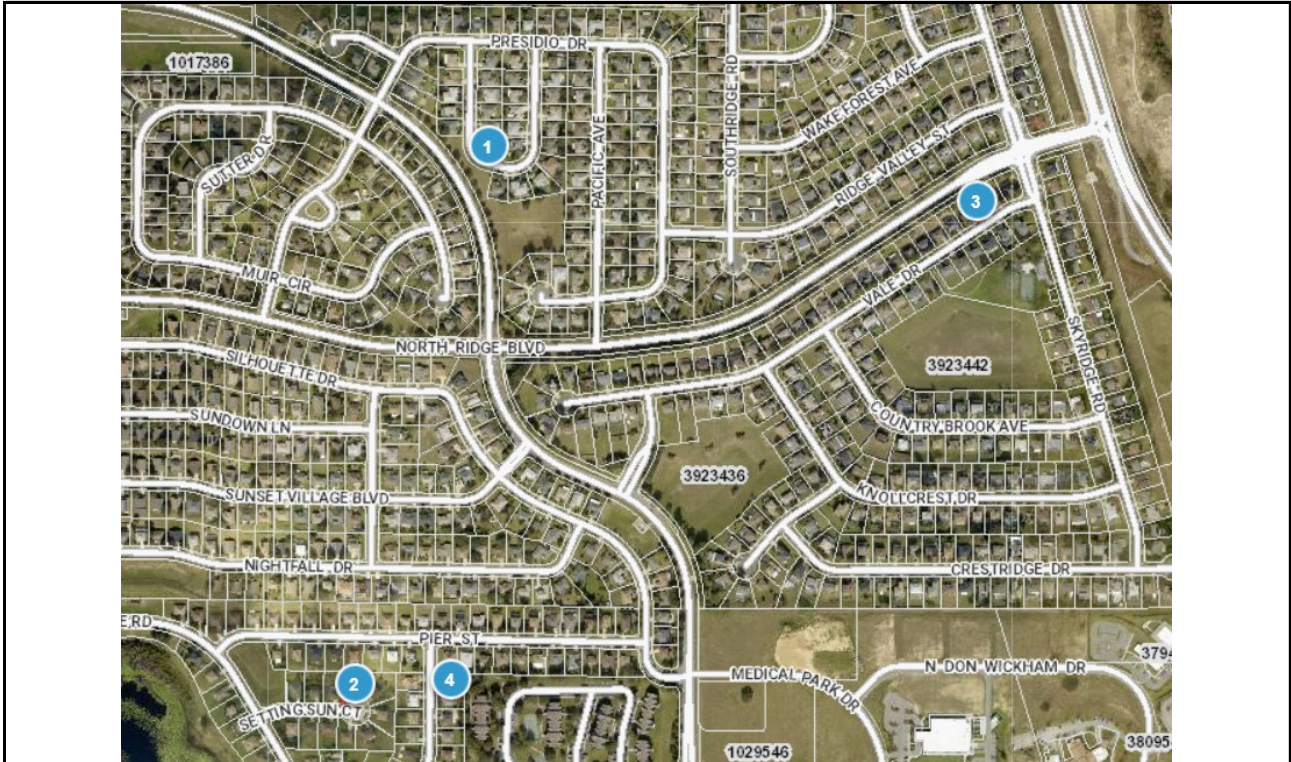 PRESIDIO DR
1017386
SOUTHRIDGE RD
WAKE FOREST AVE
SUTTER DR
1
PACIFIC AVE
RIDGE VALLEY ST
3
MUIR CIR
VALE DR
NORTH RIDGE BLVD
SKYRIDGE RD
SILHOUETTE DR
3923442
SUNDOWN LN
COUNTRY BROOK AVE
3923436
SUNSET VILLAGE BLVD
KNOLLCREST DR
NIGHTFALL DR
CRESTRIDGE DR
E RD
PIER ST
3794
MEDICAL PARK DR
N DON WICKHAM DR
2
4
SETTING SUN CT
38095
1029546